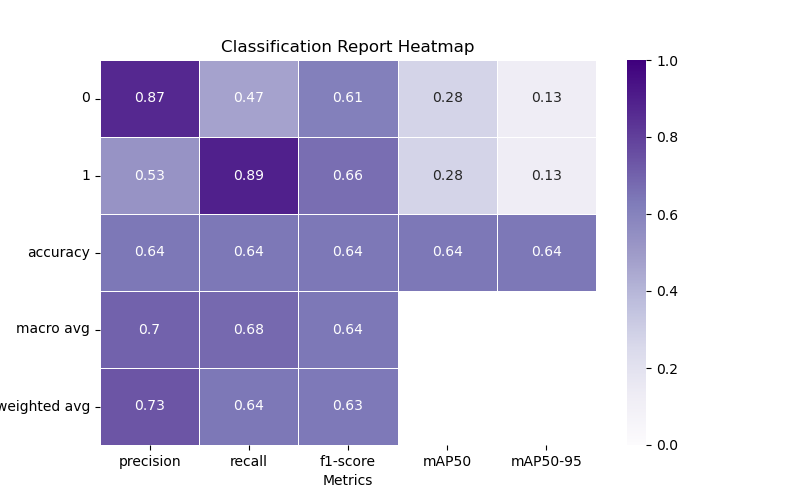 Classification Report Heatmap
0 0.87 0.47 0.61 0.28 0.13
1 0.53 0.89 0.66 0.28 0.13
accuracy 0.64 0.64 0.64 0.64 0.64
macro avg 0.7 0.68 0.64
weighted avg 0.73 0.64 0.63
precision recall f1-score mAP50 mAP50-95
Metrics
1.0
0.8
0.6
0.4
0.2
0.0